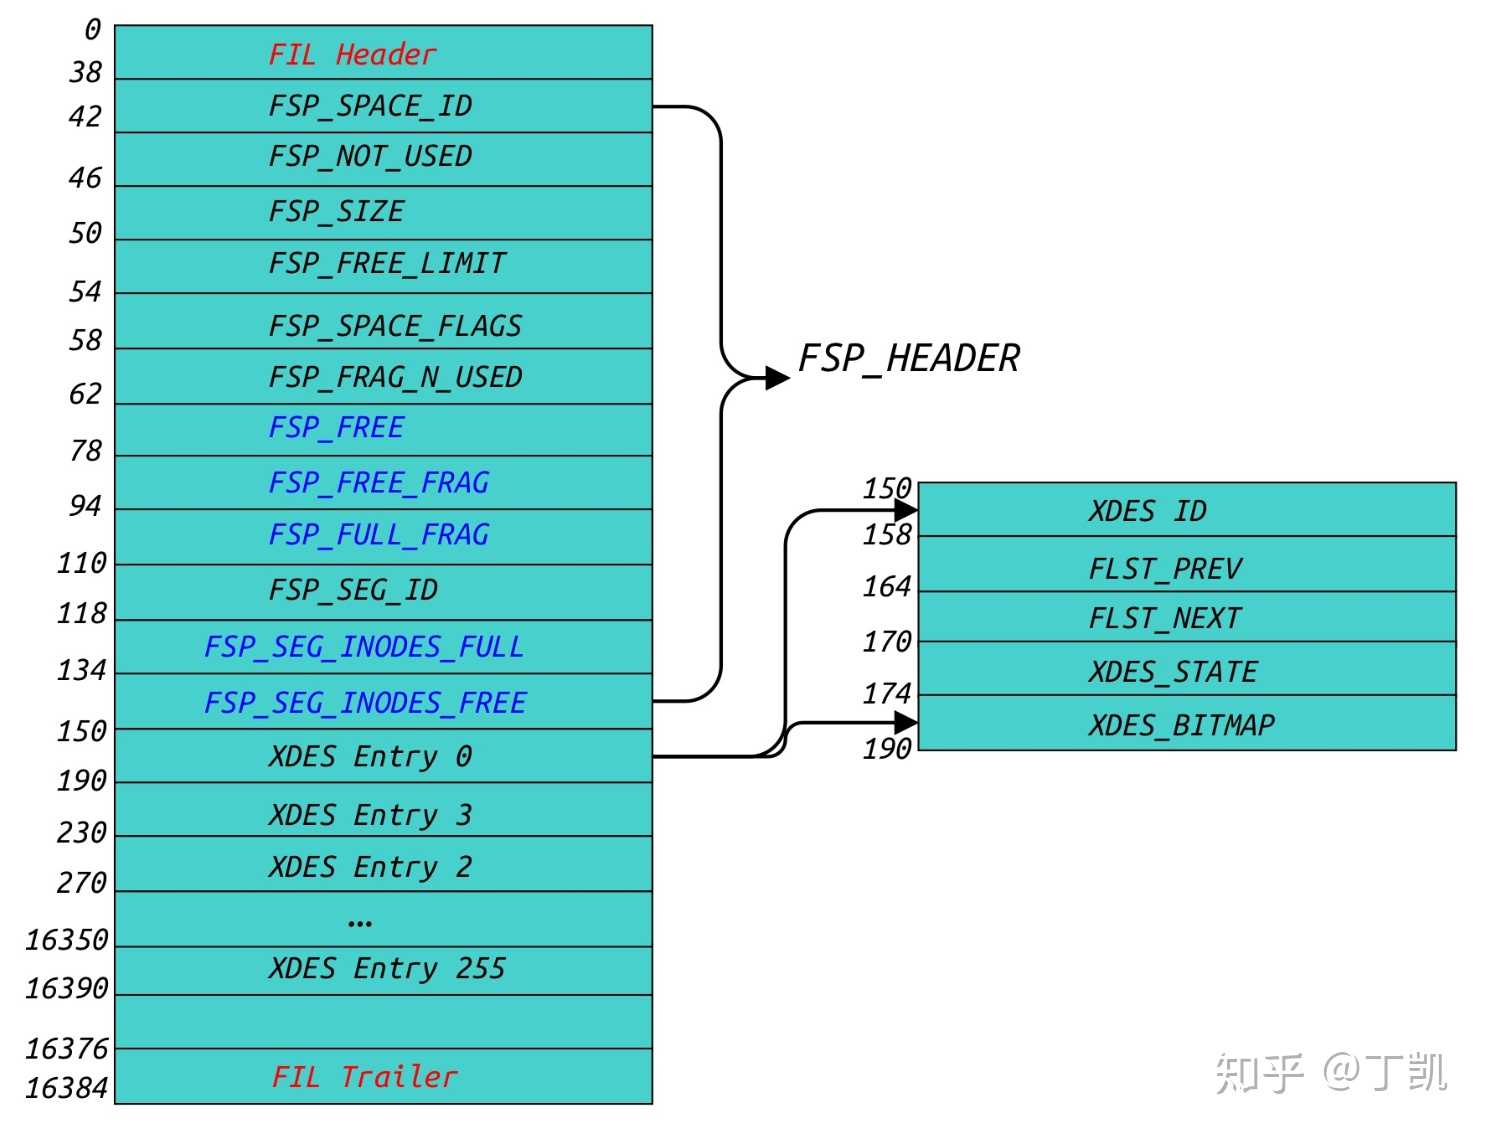 0
FIL Header
38
FSP_SPACE_ID
42
FSP_NOT_USED
46
FSP_SIZE
50
FSP_FREE_LIMIT
54
FSP_SPACE_FLAGS
58
FSP_FRAG_N_USED
62
FSP_FREE
78
FSP_FREE_FRAG
94
FSP_FULL_FRAG
110
FSP_SEG_ID
118
FSP_SEG_INODES_FULL
134
FSP_SEG_INODES_FREE
150
XDES Entry 0
190
XDES Entry 3
230
XDES Entry 2
270
...
16350
XDES Entry 255
16390
16376
FIL Trailer
16384
FSP_HEADER
150
XDES ID
158
FLST_PREV
164
FLST_NEXT
170
XDES_STATE
174
XDES_BITMAP
190
知乎 @丁凯